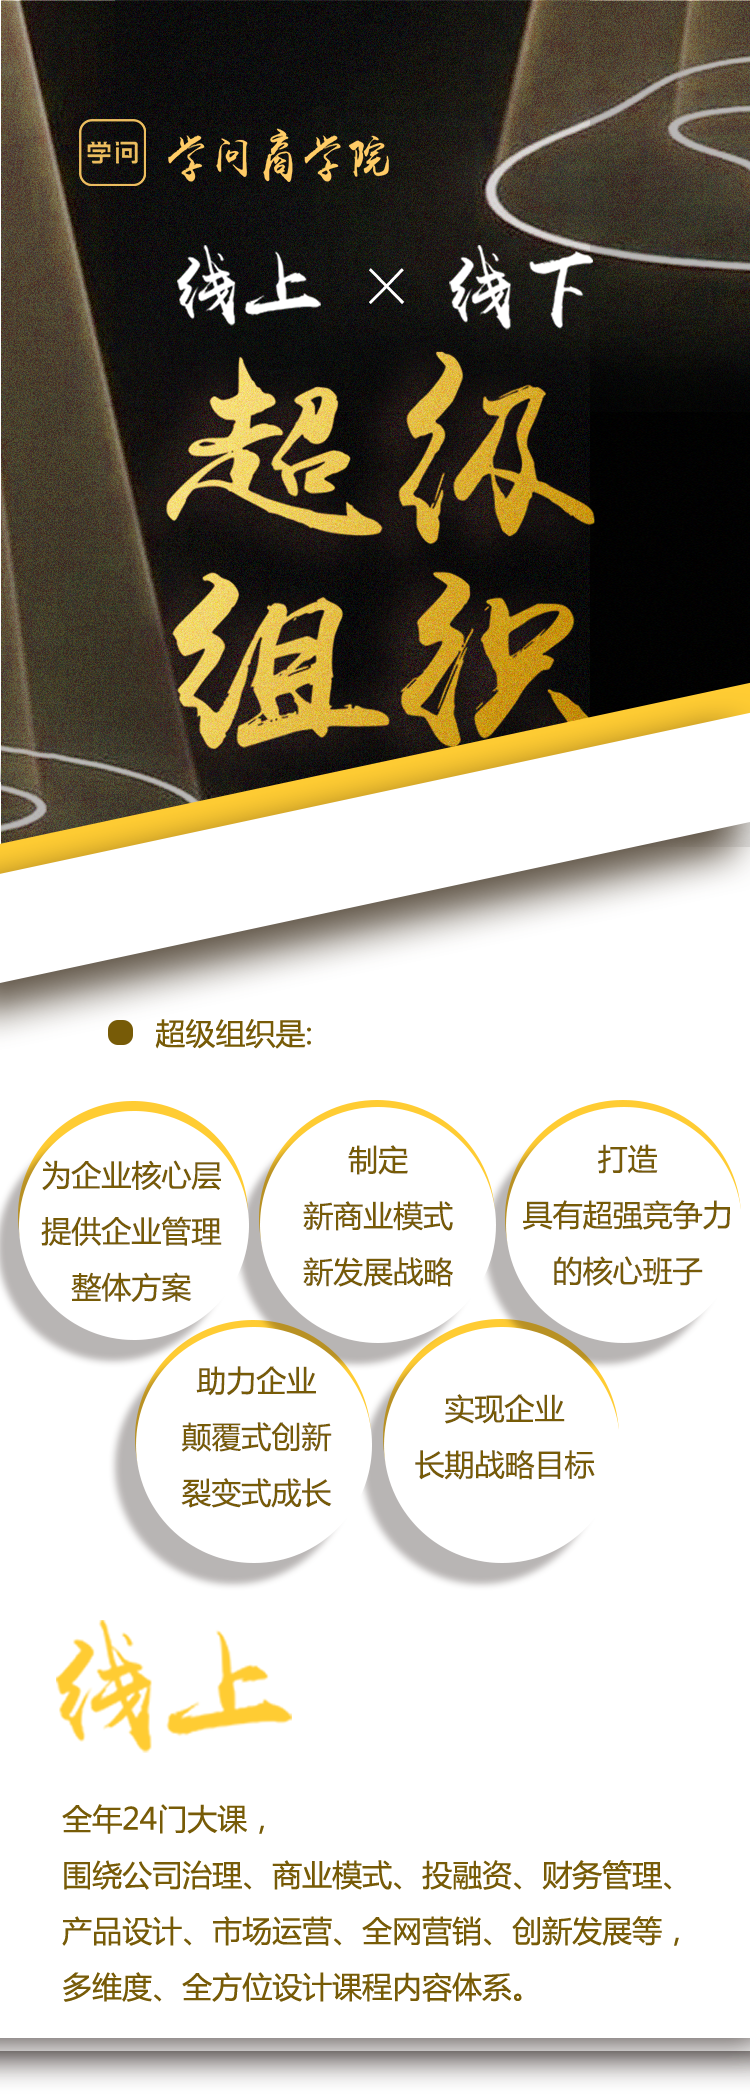 学问 学问商学院
线上 × 线下
超级
组织
超级组织是:
为企业核心层
提供企业管理
整体方案
制定
新商业模式
新发展战略
打造
具有超强竞争力
的核心班子
助力企业
颠覆式创新
裂变式成长
实现企业
长期战略目标
线上
全年24门大课，
围绕公司治理、商业模式、投融资、财务管理、
产品设计、市场运营、全网营销、创新发展等，
多维度、全方位设计课程内容体系。